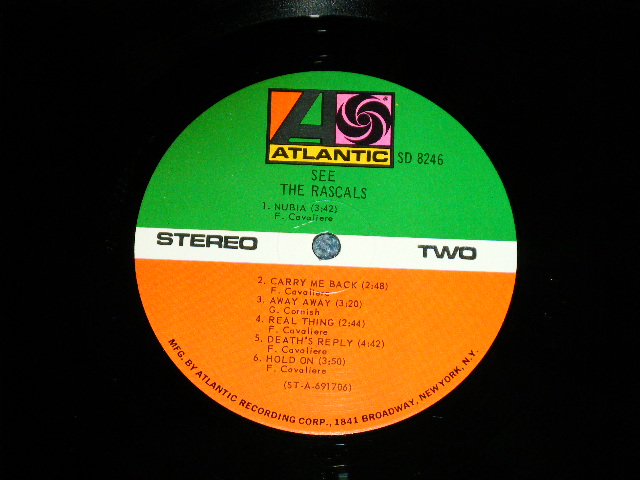 ATLANTIC
SD 8246
SEE
THE RASCALS
1. NUBIA (3:42)
F. Cavaliere
STEREO
TWO
2. CARRY ME BACK (2:48)
F. Cavaliere
3. AWAY AWAY (3:20)
G. Cornish
4. REAL THING (2:44)
F. Cavaliere
5. DEATH'S REPLY (4:42)
F. Cavaliere
6. HOLD ON (3:50)
F. Cavaliere
(ST-A-691706)
MFG. BY ATLANTIC RECORDING CORP., 1841 BROADWAY, NEW YORK, N.Y.